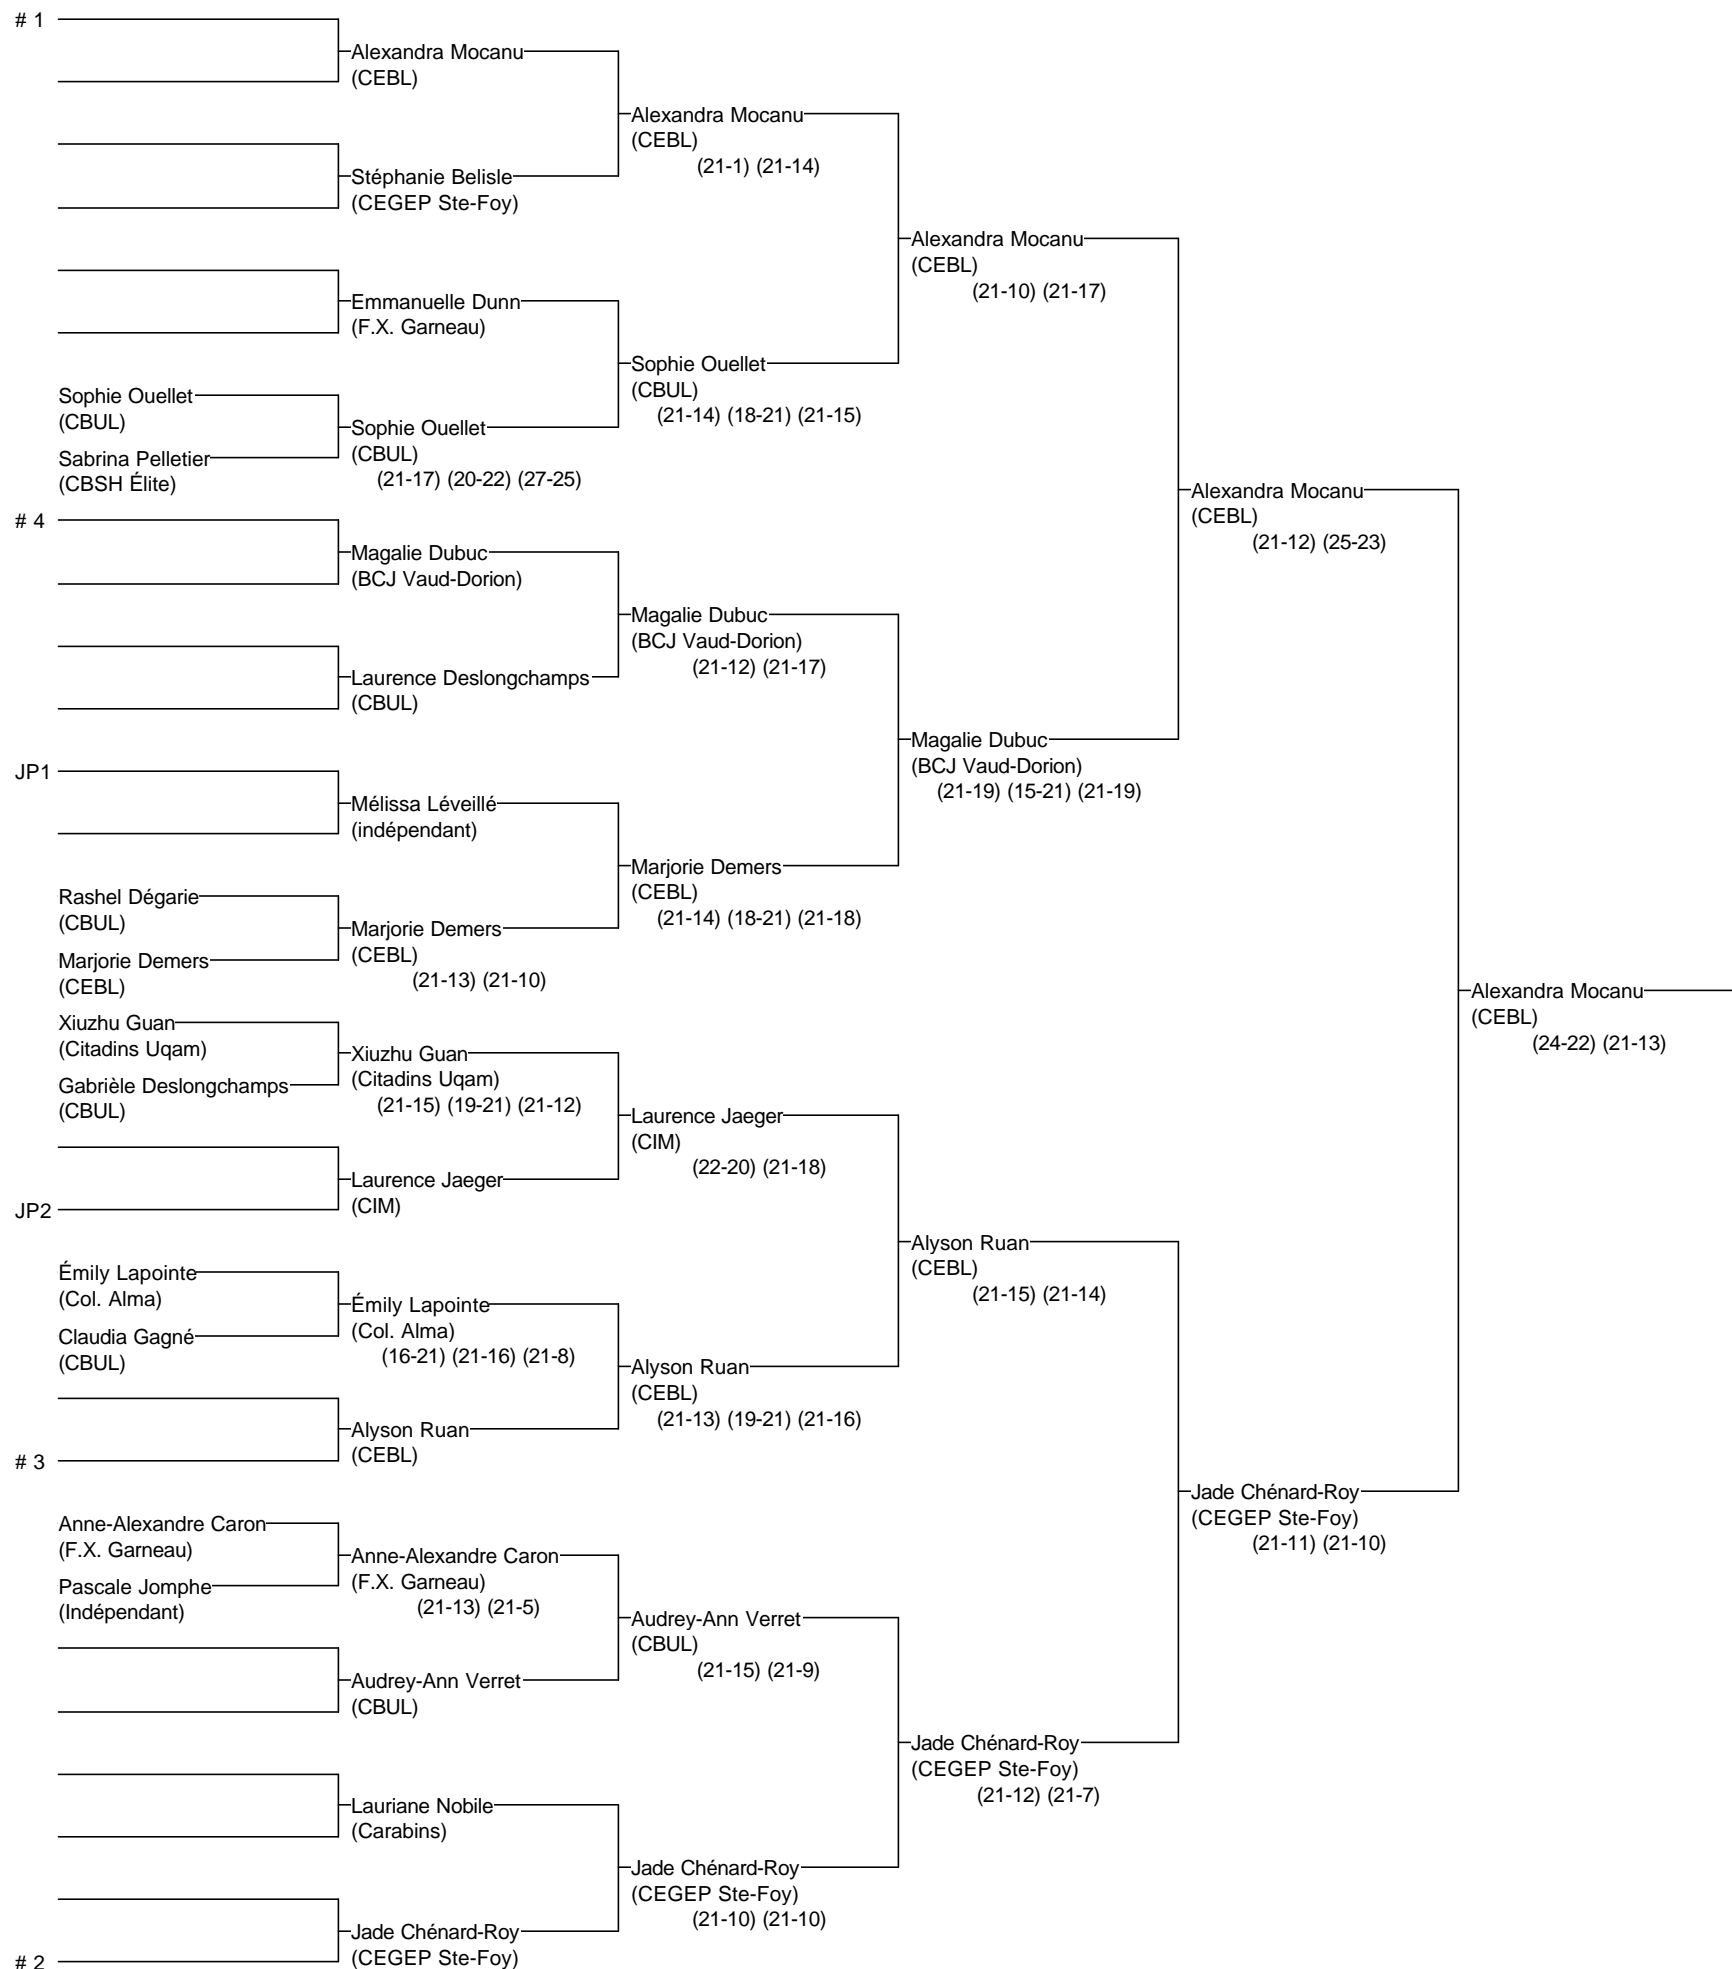 # 1
Alexandra Mocanu
(CEBL)
Alexandra Mocanu
(CEBL)
(21-1) (21-14)
Stéphanie Belisle
(CEGEP Ste-Foy)
Alexandra Mocanu
(CEBL)
(21-10) (21-17)
Emmanuelle Dunn
(F.X. Garneau)
Sophie Ouellet
(CBUL)
(21-14) (18-21) (21-15)
Sophie Ouellet
(CBUL)
Sophie Ouellet
(CBUL)
(21-17) (20-22) (27-25)
Sabrina Pelletier
(CBSH Élite)
Alexandra Mocanu
(CEBL)
(21-12) (25-23)
# 4
Magalie Dubuc
(BCJ Vaud-Dorion)
Magalie Dubuc
(BCJ Vaud-Dorion)
(21-12) (21-17)
Laurence Deslongchamps
(CBUL)
Magalie Dubuc
(BCJ Vaud-Dorion)
(21-19) (15-21) (21-19)
JP1
Mélissa Léveillé
(indépendant)
Marjorie Demers
(CEBL)
(21-14) (18-21) (21-18)
Rashel Dégarie
(CBUL)
Marjorie Demers
(CEBL)
(21-13) (21-10)
Marjorie Demers
(CEBL)
Alexandra Mocanu
(CEBL)
(24-22) (21-13)
Xiuzhu Guan
(Citadins Uqam)
Xiuzhu Guan
(Citadins Uqam)
(21-15) (19-21) (21-12)
Gabrièle Deslongchamps
(CBUL)
Laurence Jaeger
(CIM)
(22-20) (21-18)
Laurence Jaeger
(CIM)
JP2
Alyson Ruan
(CEBL)
(21-15) (21-14)
Émily Lapointe
(Col. Alma)
Émily Lapointe
(Col. Alma)
(16-21) (21-16) (21-8)
Claudia Gagné
(CBUL)
Alyson Ruan
(CEBL)
(21-13) (19-21) (21-16)
Alyson Ruan
(CEBL)
# 3
Jade Chénard-Roy
(CEGEP Ste-Foy)
(21-11) (21-10)
Anne-Alexandre Caron
(F.X. Garneau)
Anne-Alexandre Caron
(F.X. Garneau)
(21-13) (21-5)
Pascale Jomphe
(Indépendant)
Audrey-Ann Verret
(CBUL)
(21-15) (21-9)
Audrey-Ann Verret
(CBUL)
Jade Chénard-Roy
(CEGEP Ste-Foy)
(21-12) (21-7)
Lauriane Nobile
(Carabins)
Jade Chénard-Roy
(CEGEP Ste-Foy)
(21-10) (21-10)
Jade Chénard-Roy
(CEGEP Ste-Foy)
# 2